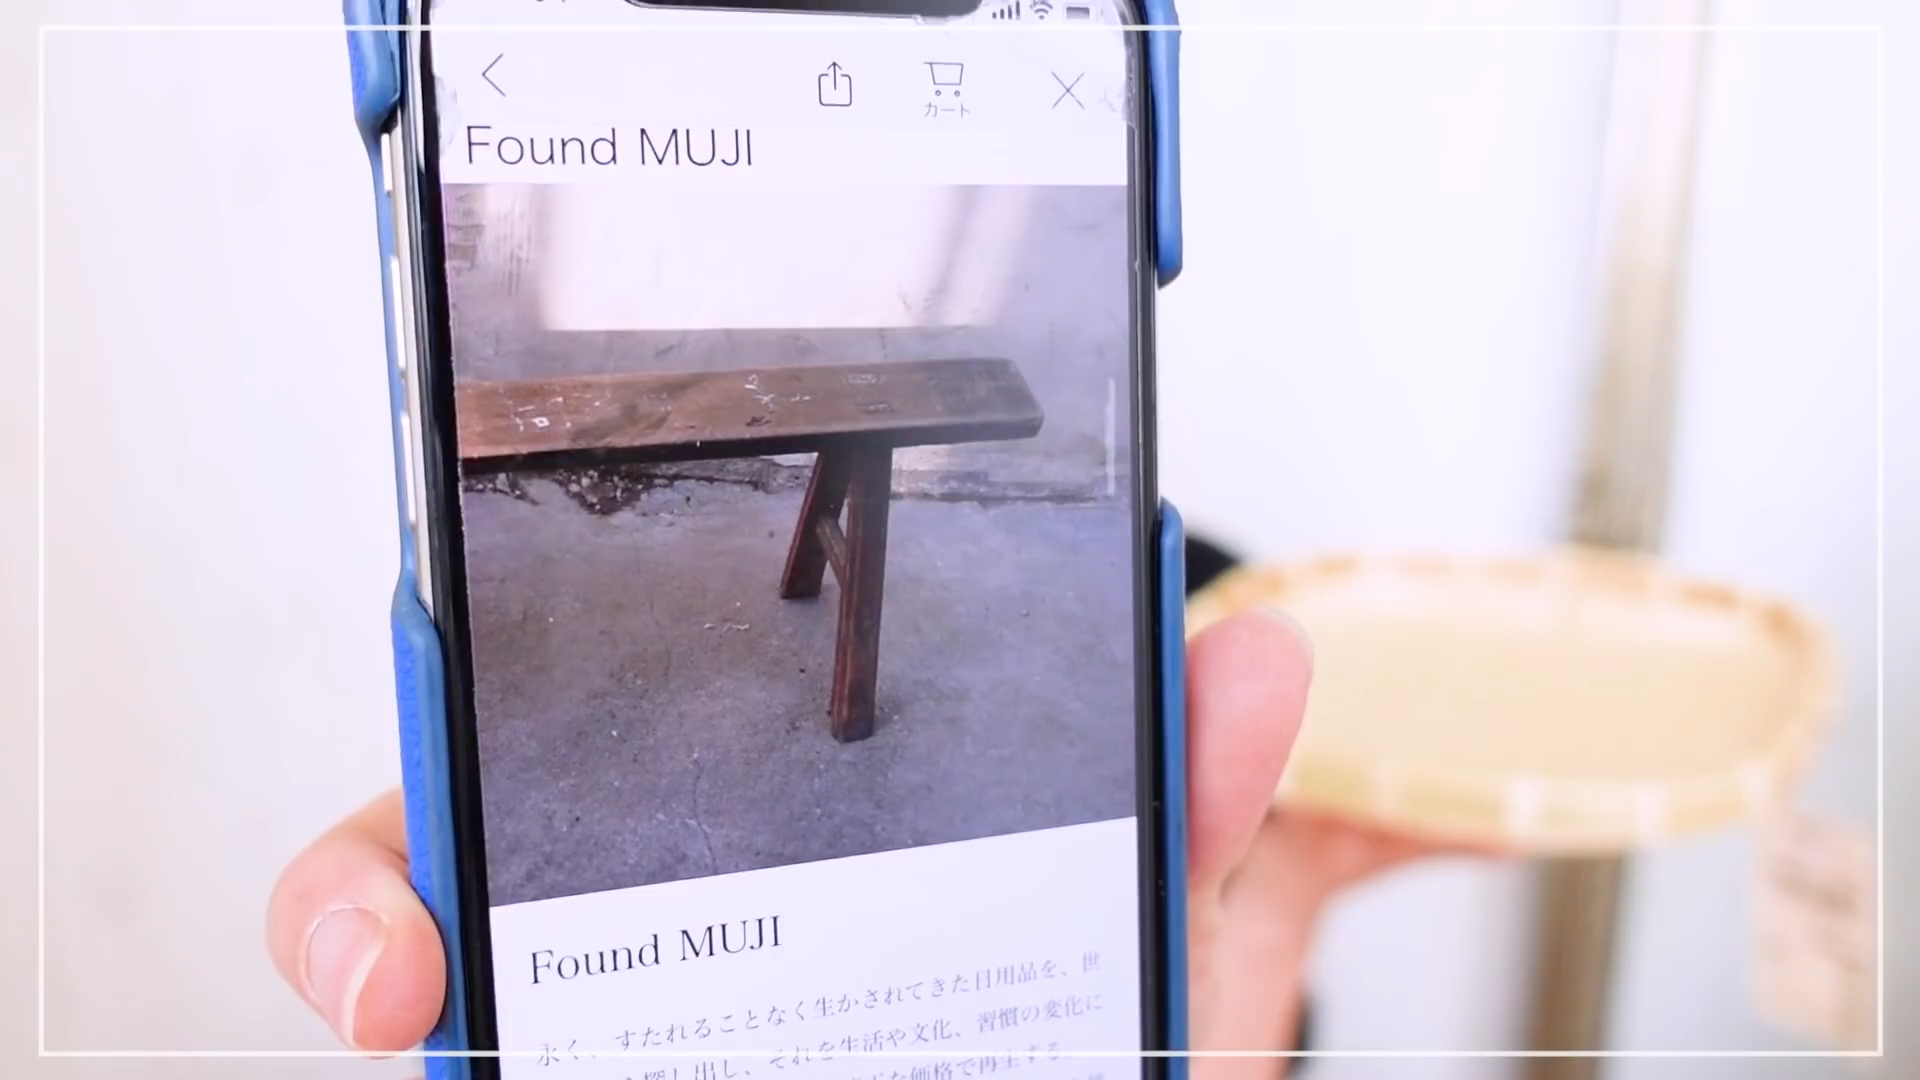 カート
Found MUJI
Found MUJI
永く、すたれることなく生かされてきた日用品を、世
探し出し、それを生活や文化、習慣の変化に
価格で再生する。